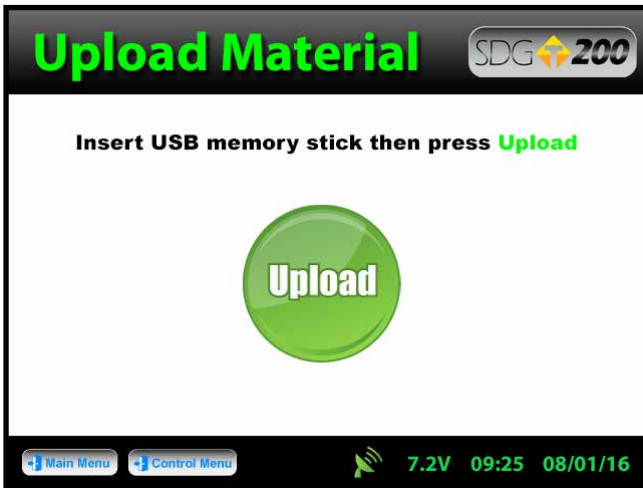 Upload Material
SDG 200
Insert USB memory stick then press Upload
Upload
Main Menu Control Menu 7.2V 09:25 08/01/16